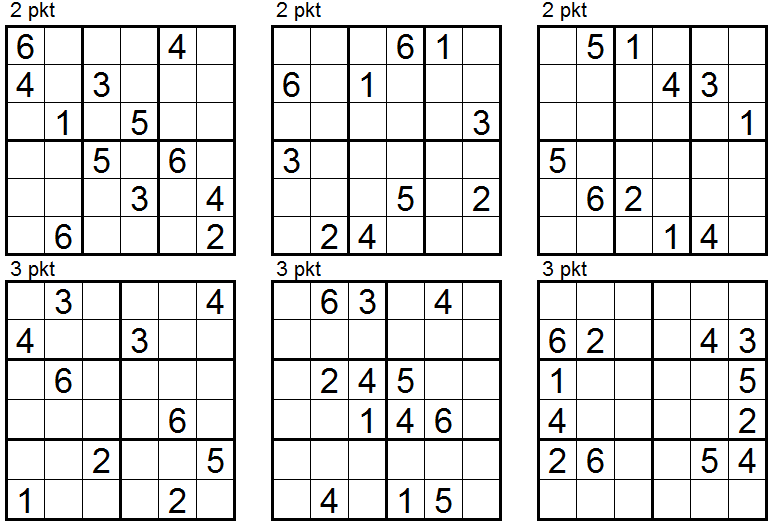 2 pkt 2 pkt 2 pkt
6 4 6 1 5 1
4 3 6 1 4 3
1 5 3 1
5 6 3 5
3 4 5 2 6 2
6 2 2 4 1 4
3 pkt 3 pkt 3 pkt
3 4 6 3 4
4 3 6 2 4 3
6 2 4 5 1 5
6 1 4 6 4 2
2 5 2 6 5 4
1 2 4 1 5